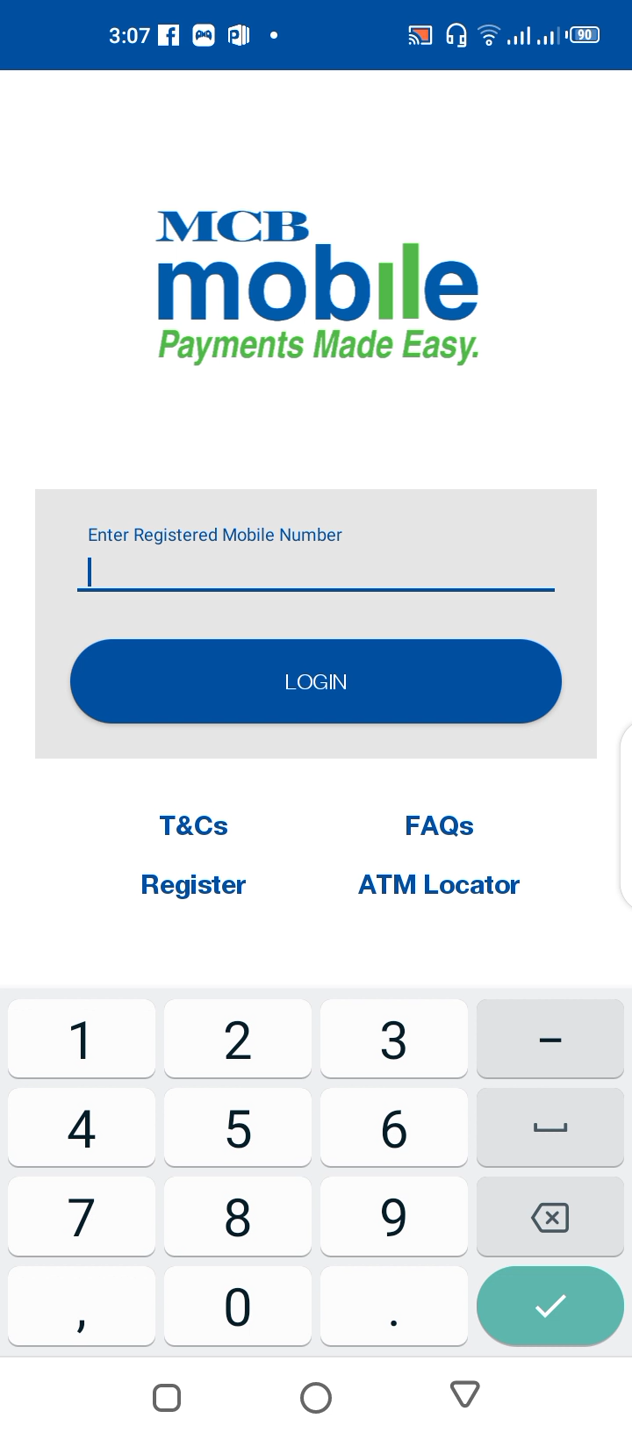 3:07
90
MCB
mobile
Payments Made Easy.
Enter Registered Mobile Number
LOGIN
T&Cs FAQs
Register ATM Locator
1 2 3 -
4 5 6
7 8 9
, 0 .